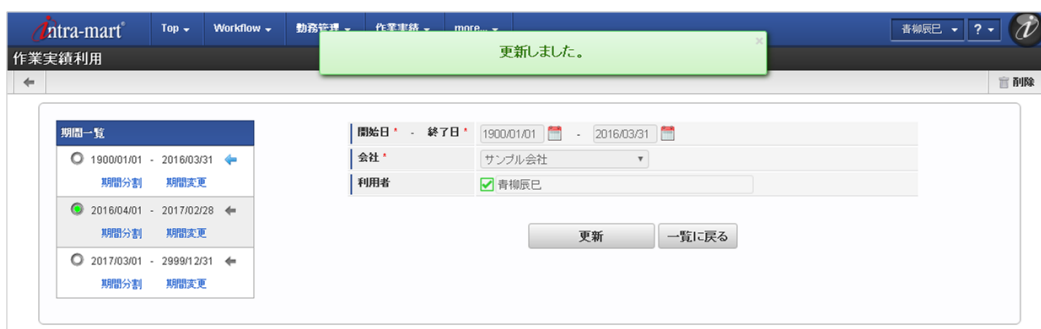 intra-mart® Top Workflow 勤務管理 作業実績 more... 青柳辰巳 ?
更新しました。 ×
作業実績利用
削除
期間一覧
1900/01/01 - 2016/03/31
期間分割 期間変更
2016/04/01 - 2017/02/28
期間分割 期間変更
2017/03/01 - 2999/12/31
期間分割 期間変更
開始日* - 終了日* 1900/01/01 - 2016/03/31
会社* サンプル会社
利用者 青柳辰巳
更新 一覧に戻る